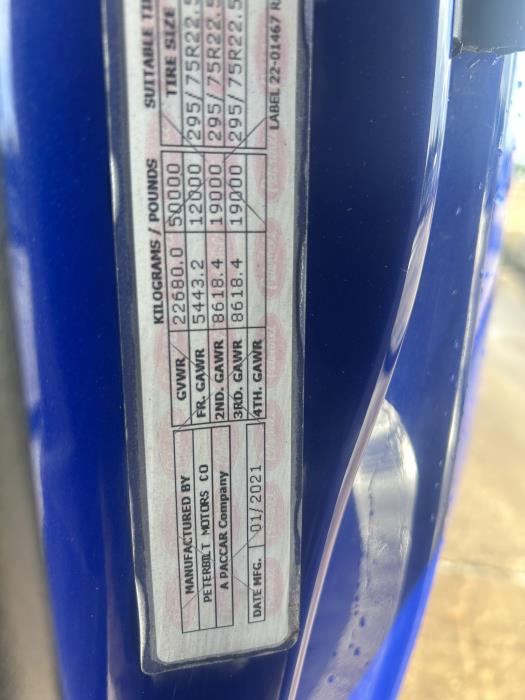 MANUFACTURED BY
PETERBILT MOTORS CO
A PACCAR Company
DATE MFG. 01/2021
KILOGRAMS / POUNDS
GVWR 22680.0 50000
FR. GAWR 5443.2 12000
2ND. GAWR 8618.4 19000
3RD. GAWR 8618.4 19000
4TH. GAWR
SUITABLE
TIRE SIZE
295/75R22.5
295/75R22.5
295/75R22.5
LABEL 22-01467